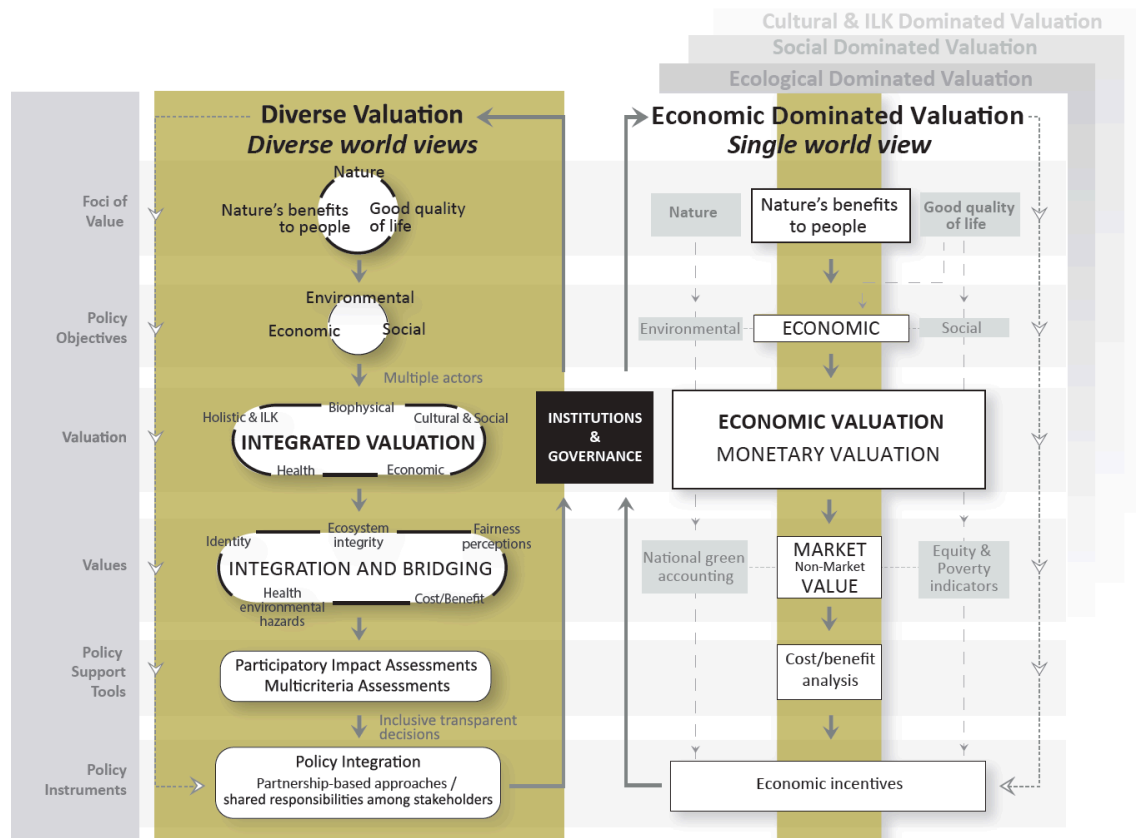 Cultural & ILK Dominated Valuation
Social Dominated Valuation
Ecological Dominated Valuation
Diverse Valuation
Diverse world views
Economic Dominated Valuation
Single world view
Foci of
Value
Nature
Nature's benefits
to people
Good quality
of life
Nature
Nature's benefits
to people
Good quality
of life
Policy
Objectives
Environmental
Economic
Social
Environmental
ECONOMIC
Social
Multiple actors
Valuation
Holistic & ILK
Biophysical
Cultural & Social
INTEGRATED VALUATION
Health
Economic
INSTITUTIONS
&
GOVERNANCE
ECONOMIC VALUATION
MONETARY VALUATION
Values
Identity
Ecosystem
integrity
Fairness
perceptions
INTEGRATION AND BRIDGING
Health
environmental
hazards
Cost/Benefit
National green
accounting
MARKET
Non-Market
VALUE
Equity &
Poverty
indicators
Policy
Support
Tools
Participatory Impact Assessments
Multicriteria Assessments
Cost/benefit
analysis
Inclusive transparent
decisions
Policy
Instruments
Policy Integration
Partnership-based approaches /
shared responsibilities among stakeholders
Economic incentives